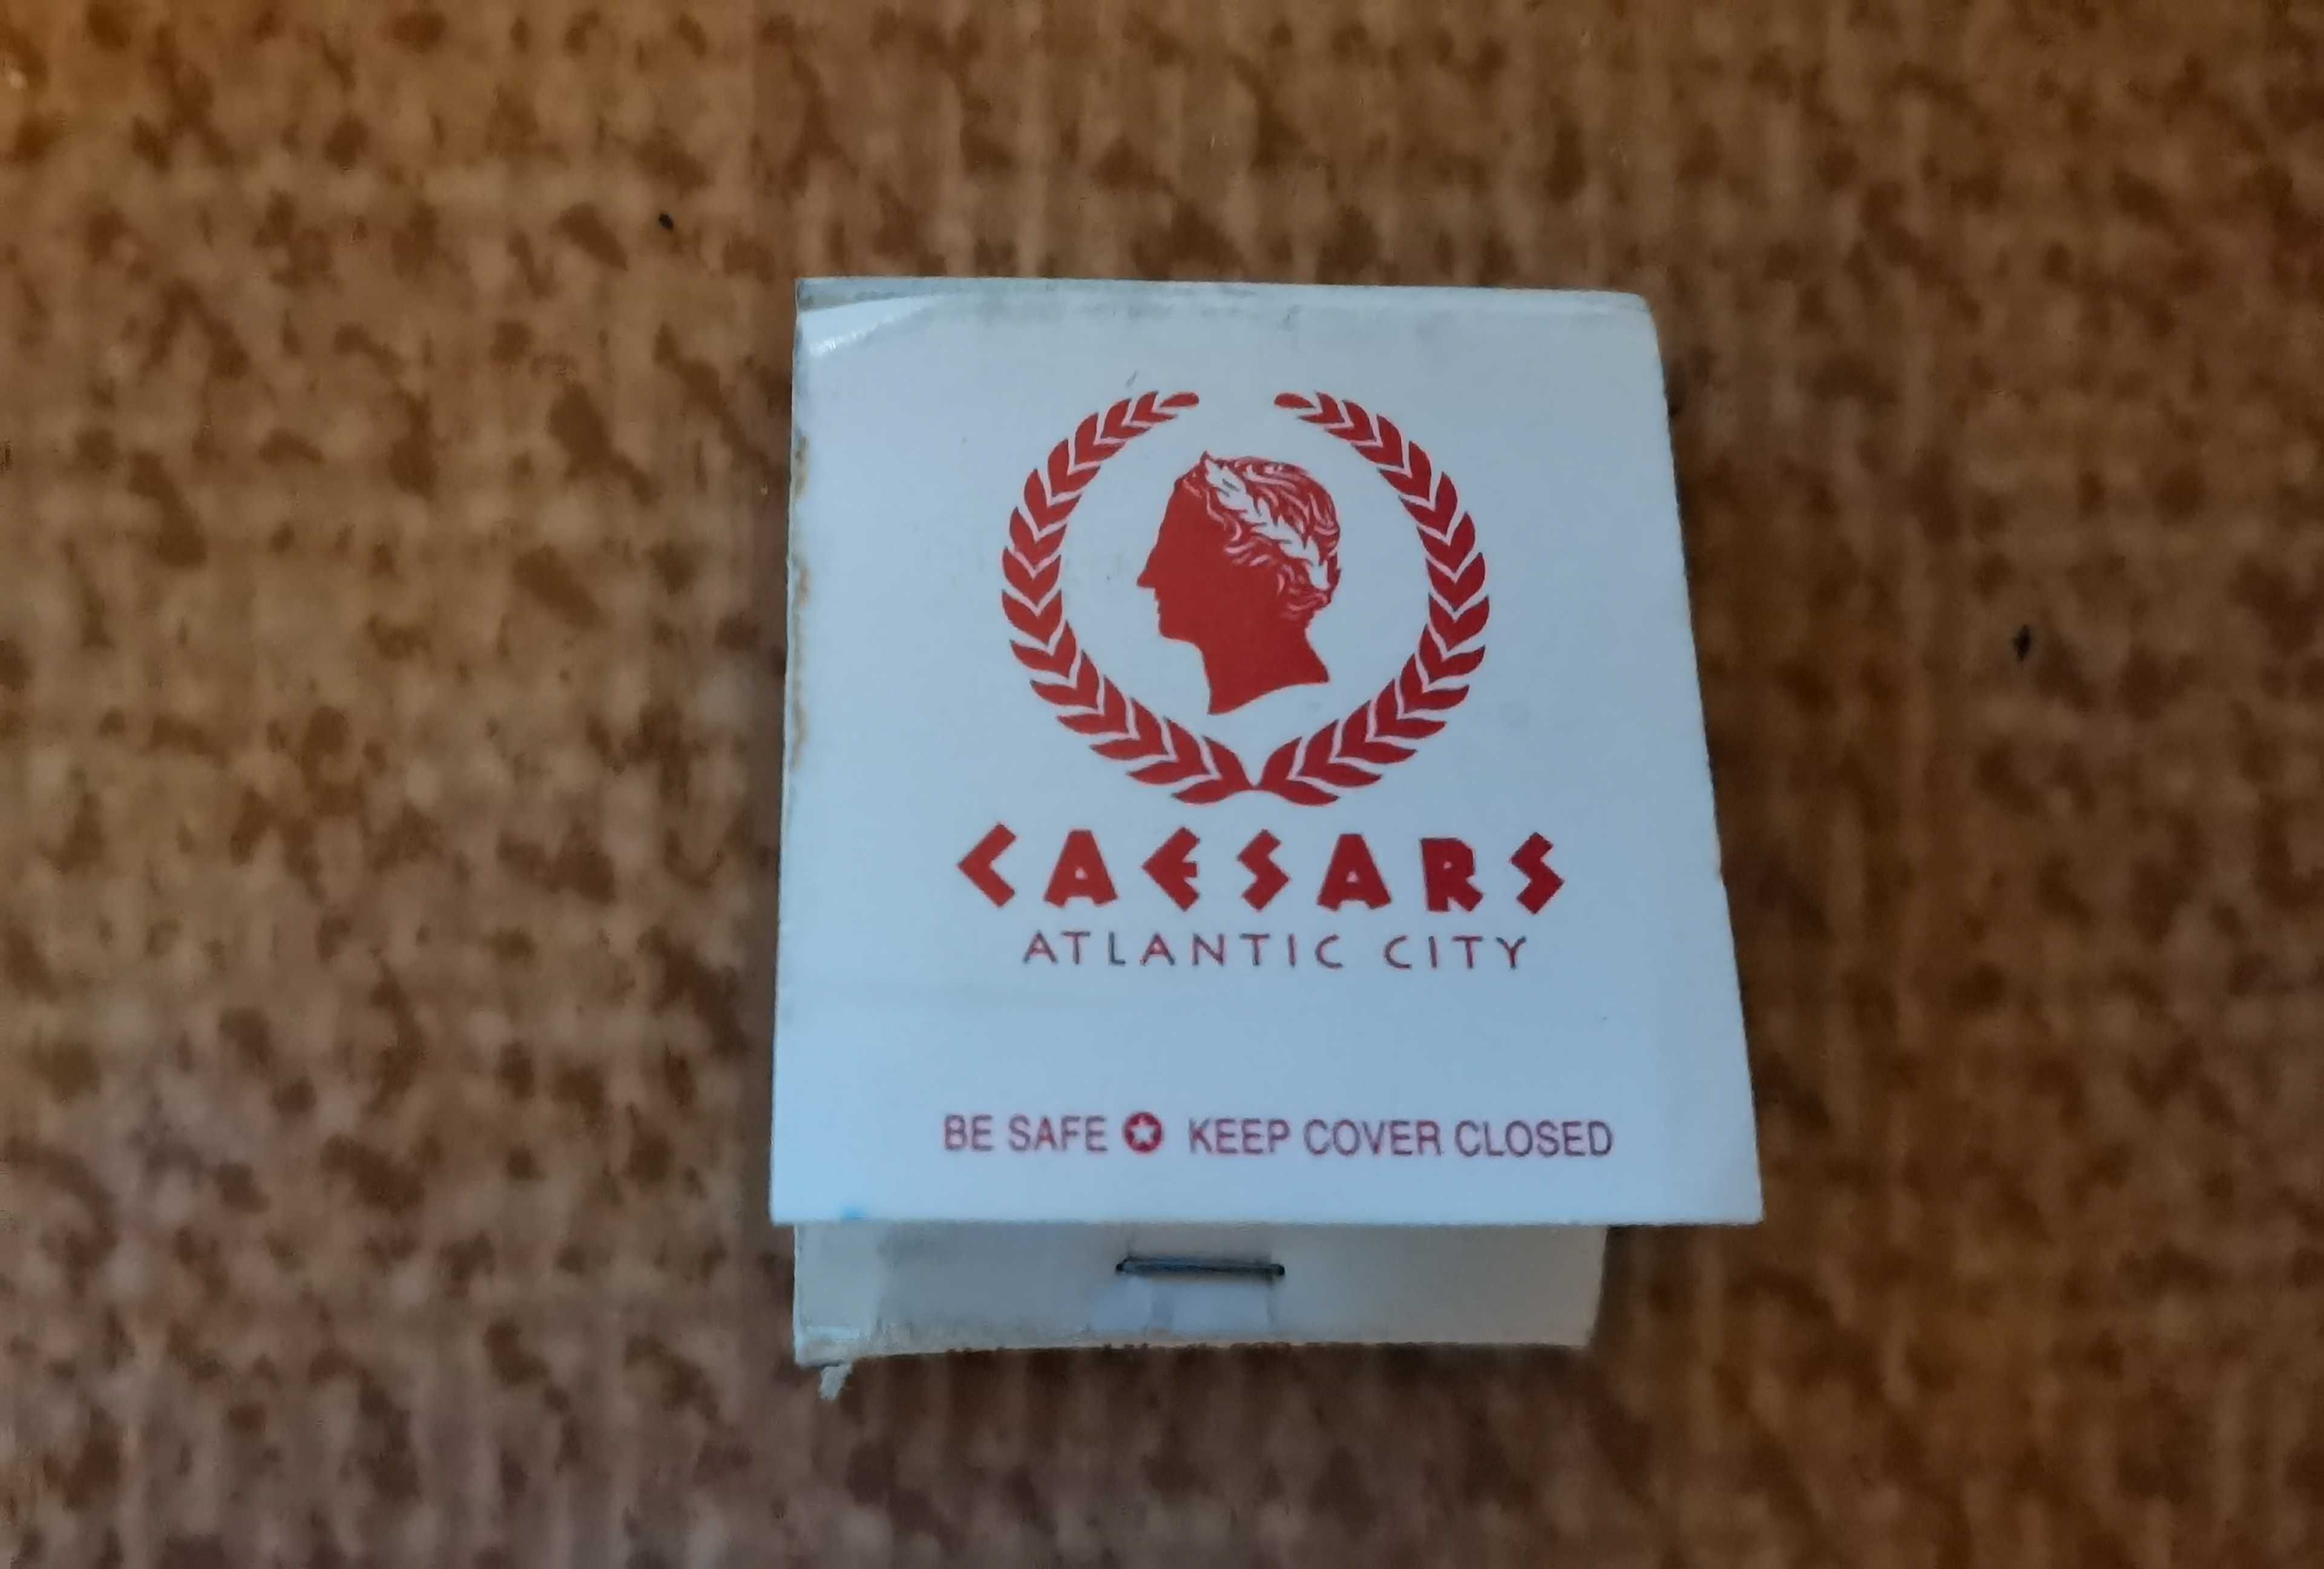 CAESARS
ATLANTIC CITY
BE SAFE ✪ KEEP COVER CLOSED